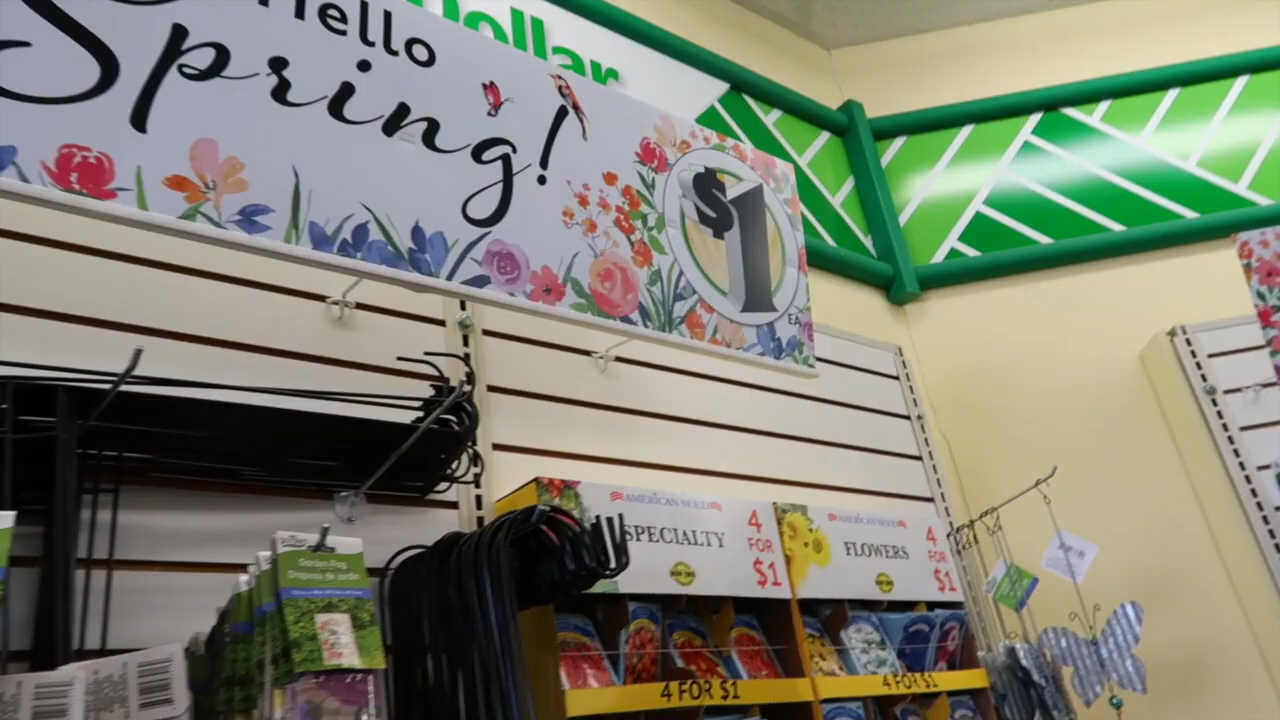 Hello
Dollar
Spring!
$1
EA
AMERICAN SEED
SPECIALTY
4
FOR
$1
AMERICAN SEED
FLOWERS
4
FOR
$1
Garden Flag
Drapeau de jardin
4 FOR $1
4 FOR $1